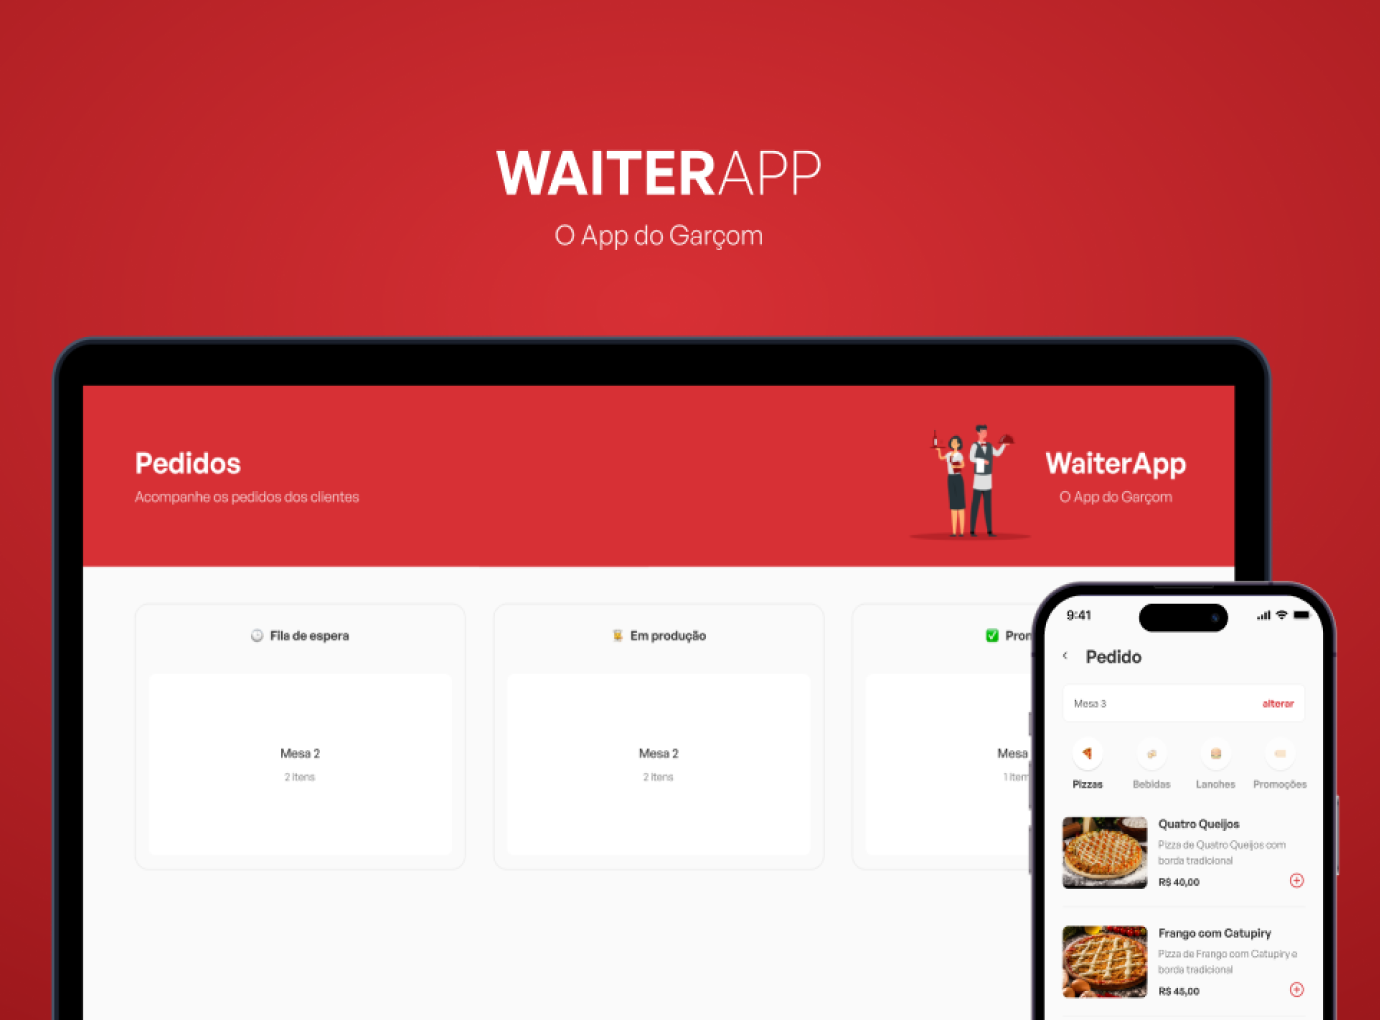 WAITERAPP
O App do Garçom
Pedidos
Acompanhe os pedidos dos clientes
WaiterApp
O App do Garçom
Fila de espera
Mesa 2
2 Itens
Em produção
Mesa 2
2 Itens
Pron
Mesa
1 Item
9:41
Pedido
Mesa 3
alterar
Pizzas
Bebidas
Lanches
Promoções
Quatro Queijos
Pizza de Quatro Queijos com
borda tradicional
R$ 40,00
Frango com Catupiry
Pizza de Frango com Catupiry e
borda tradicional
R$ 45,00